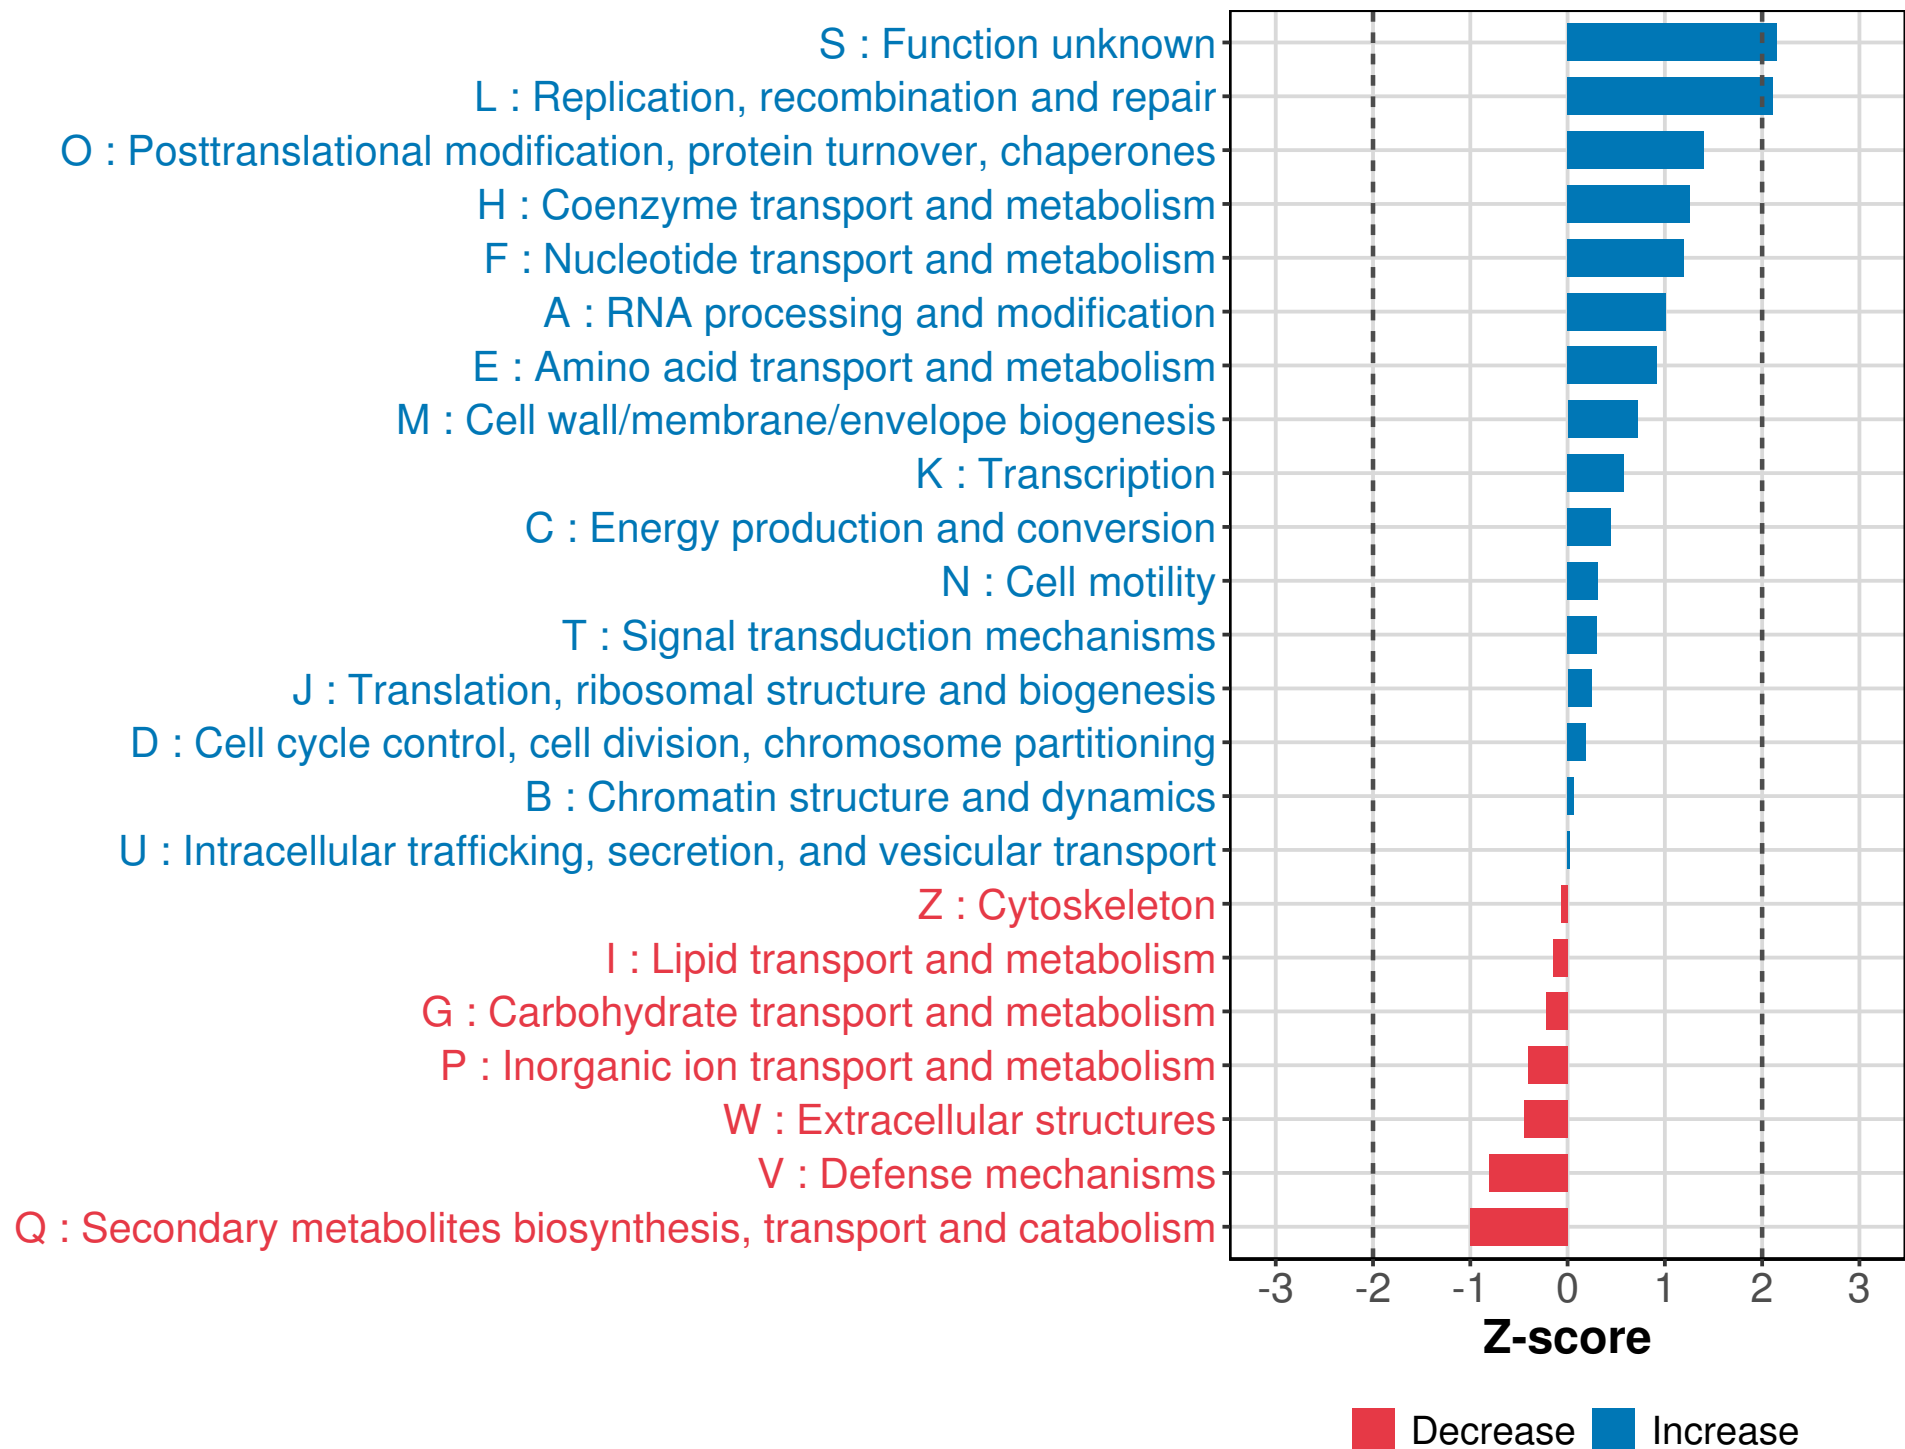 S : Function unknown
L : Replication, recombination and repair
O : Posttranslational modification, protein turnover, chaperones
H : Coenzyme transport and metabolism
F : Nucleotide transport and metabolism
A : RNA processing and modification
E : Amino acid transport and metabolism
M : Cell wall/membrane/envelope biogenesis
K : Transcription
C : Energy production and conversion
N : Cell motility
T : Signal transduction mechanisms
J : Translation, ribosomal structure and biogenesis
D : Cell cycle control, cell division, chromosome partitioning
B : Chromatin structure and dynamics
U : Intracellular trafficking, secretion, and vesicular transport
Z : Cytoskeleton
I : Lipid transport and metabolism
G : Carbohydrate transport and metabolism
P : Inorganic ion transport and metabolism
W : Extracellular structures
V : Defense mechanisms
Q : Secondary metabolites biosynthesis, transport and catabolism
-3 -2 -1 0 1 2 3
Z-score
Decrease Increase